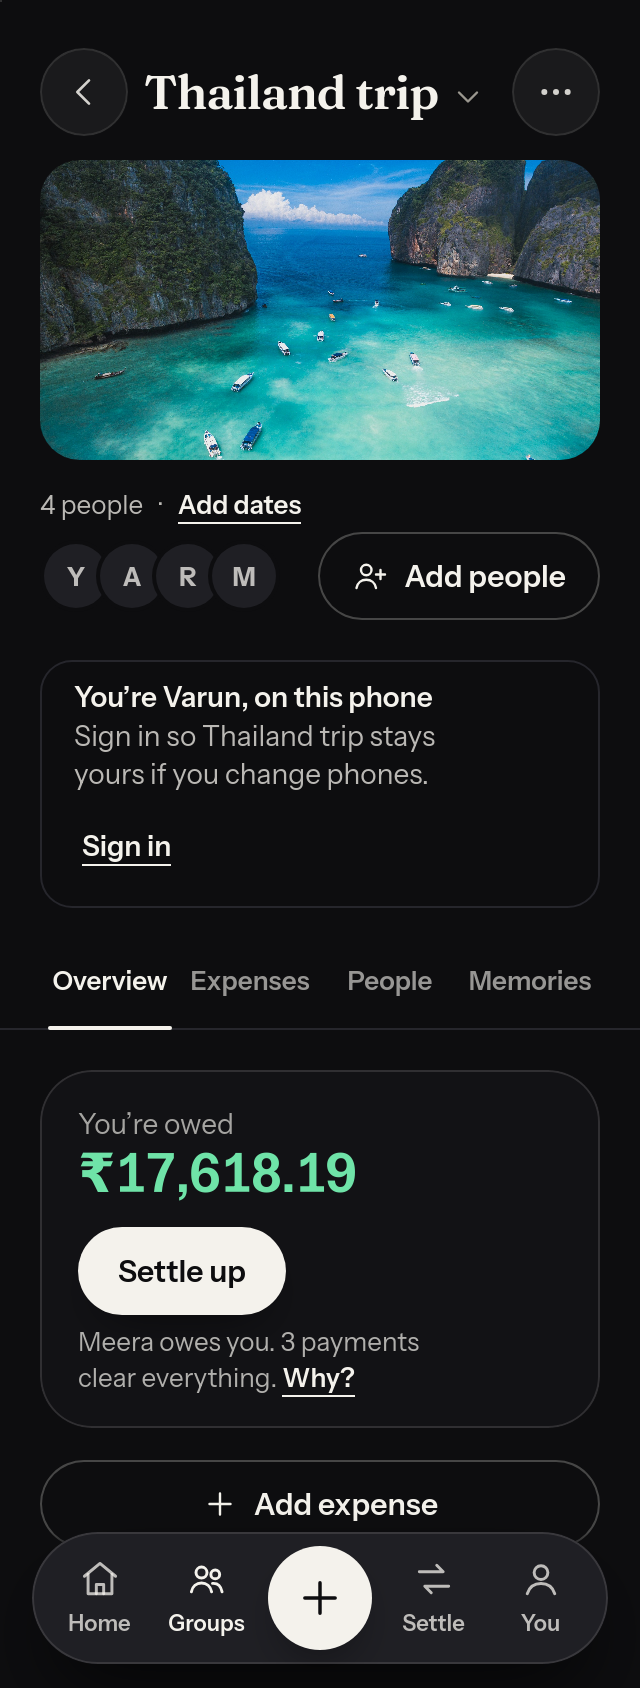 Thailand trip
4 people · Add dates
Y A R M
Add people
You’re Varun, on this phone
Sign in so Thailand trip stays
yours if you change phones.
Sign in
Overview Expenses People Memories
You’re owed
₹17,618.19
Settle up
Meera owes you. 3 payments
clear everything. Why?
Add expense
Home Groups Settle You